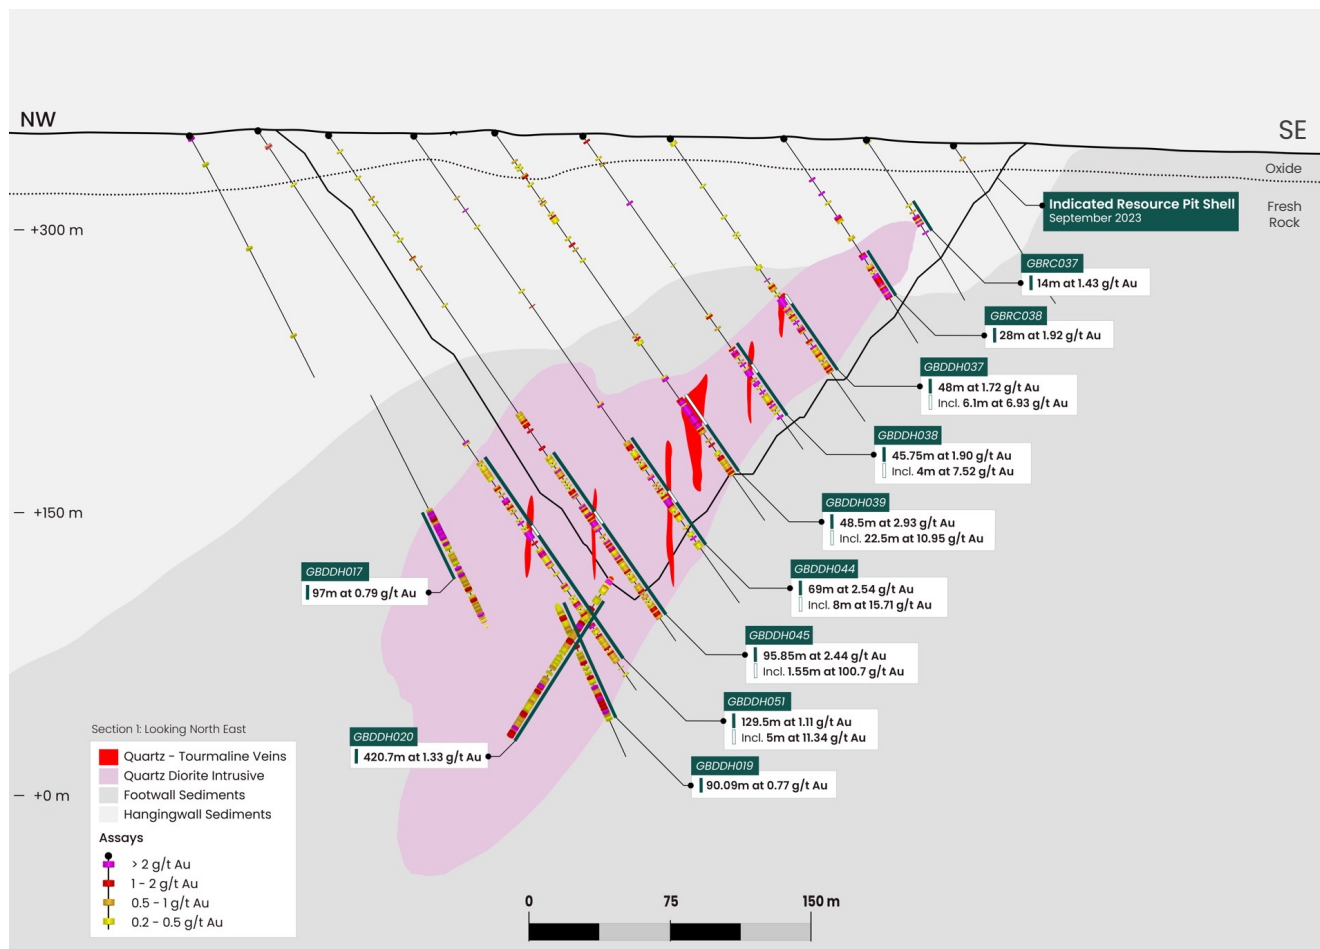 NW
SE
Oxide
Fresh
Rock
Indicated Resource Pit Shell
September 2023
+300 m
+150 m
+0 m
GBRC037
14m at 1.43 g/t Au
GBRC038
28m at 1.92 g/t Au
GBDDH037
48m at 1.72 g/t Au
Incl. 6.1m at 6.93 g/t Au
GBDDH038
45.75m at 1.90 g/t Au
Incl. 4m at 7.52 g/t Au
GBDDH039
48.5m at 2.93 g/t Au
Incl. 22.5m at 10.95 g/t Au
GBDDH044
69m at 2.54 g/t Au
Incl. 8m at 15.71 g/t Au
GBDDH045
95.85m at 2.44 g/t Au
Incl. 1.55m at 100.7 g/t Au
GBDDH051
129.5m at 1.11 g/t Au
Incl. 5m at 11.34 g/t Au
GBDDH019
90.09m at 0.77 g/t Au
GBDDH017
97m at 0.79 g/t Au
GBDDH020
420.7m at 1.33 g/t Au
Section 1: Looking North East
Quartz - Tourmaline Veins
Quartz Diorite Intrusive
Footwall Sediments
Hangingwall Sediments
Assays
> 2 g/t Au
1 - 2 g/t Au
0.5 - 1 g/t Au
0.2 - 0.5 g/t Au
0 75 150 m